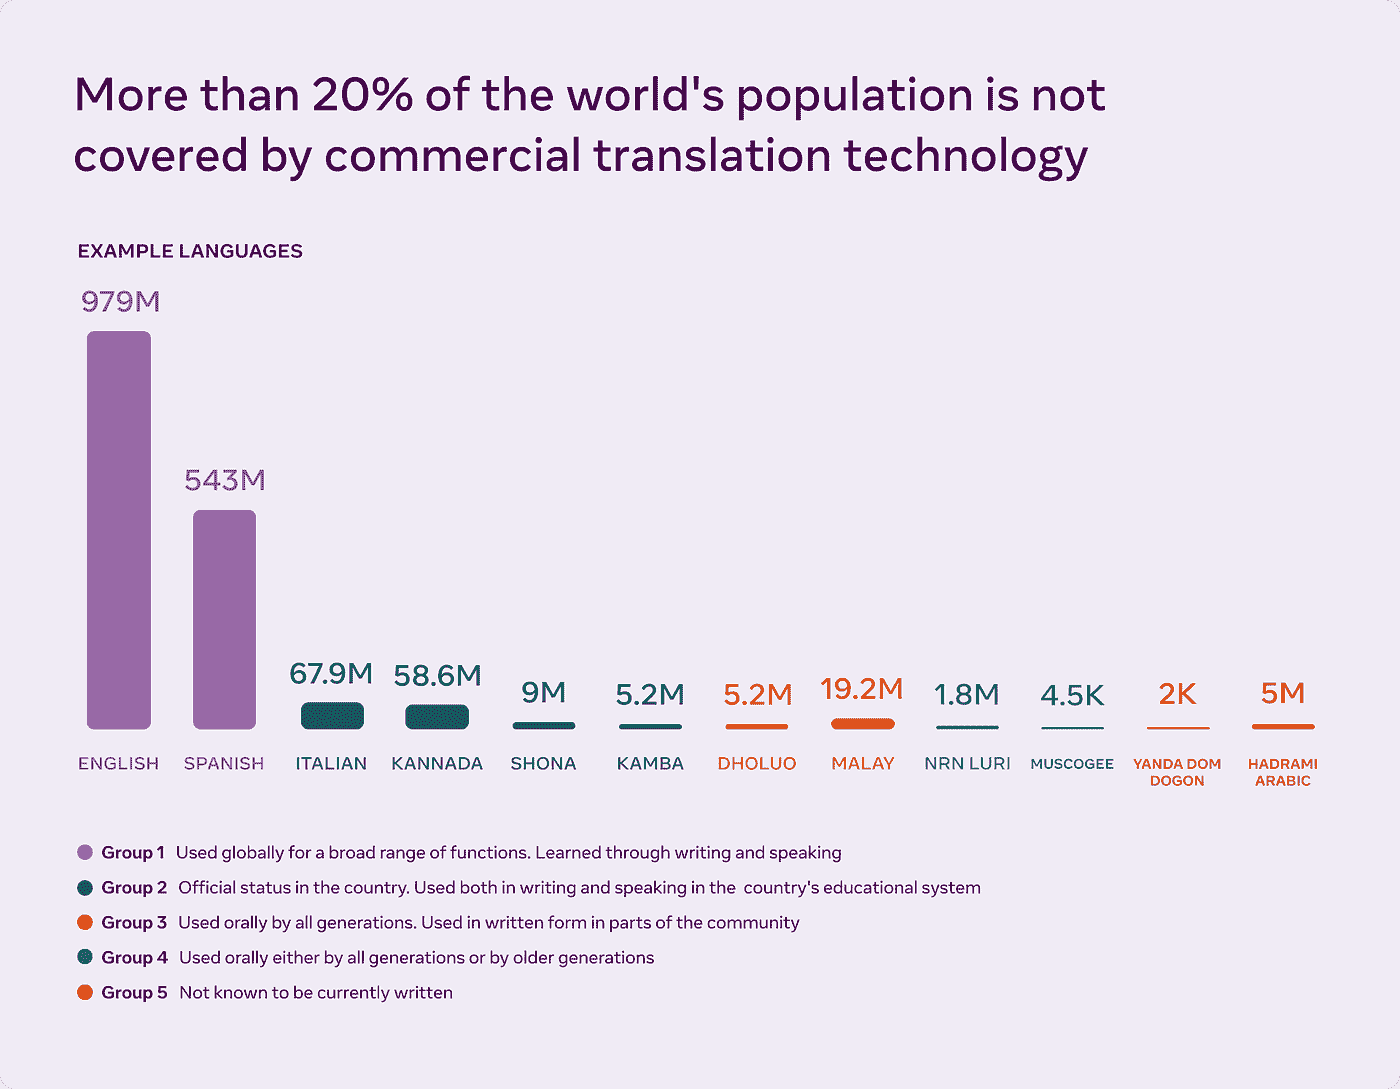 More than 20% of the world's population is not
covered by commercial translation technology
EXAMPLE LANGUAGES
979M
543M
67.9M
58.6M
9M
5.2M
5.2M
19.2M
1.8M
4.5K
2K
5M
ENGLISH
SPANISH
ITALIAN
KANNADA
SHONA
KAMBA
DHOLUO
MALAY
NRN LURI
MUSCOGEE
YANDA DOM
DOGON
HADRAMI
ARABIC
Group 1 Used globally for a broad range of functions. Learned through writing and speaking
Group 2 Official status in the country. Used both in writing and speaking in the country's educational system
Group 3 Used orally by all generations. Used in written form in parts of the community
Group 4 Used orally either by all generations or by older generations
Group 5 Not known to be currently written